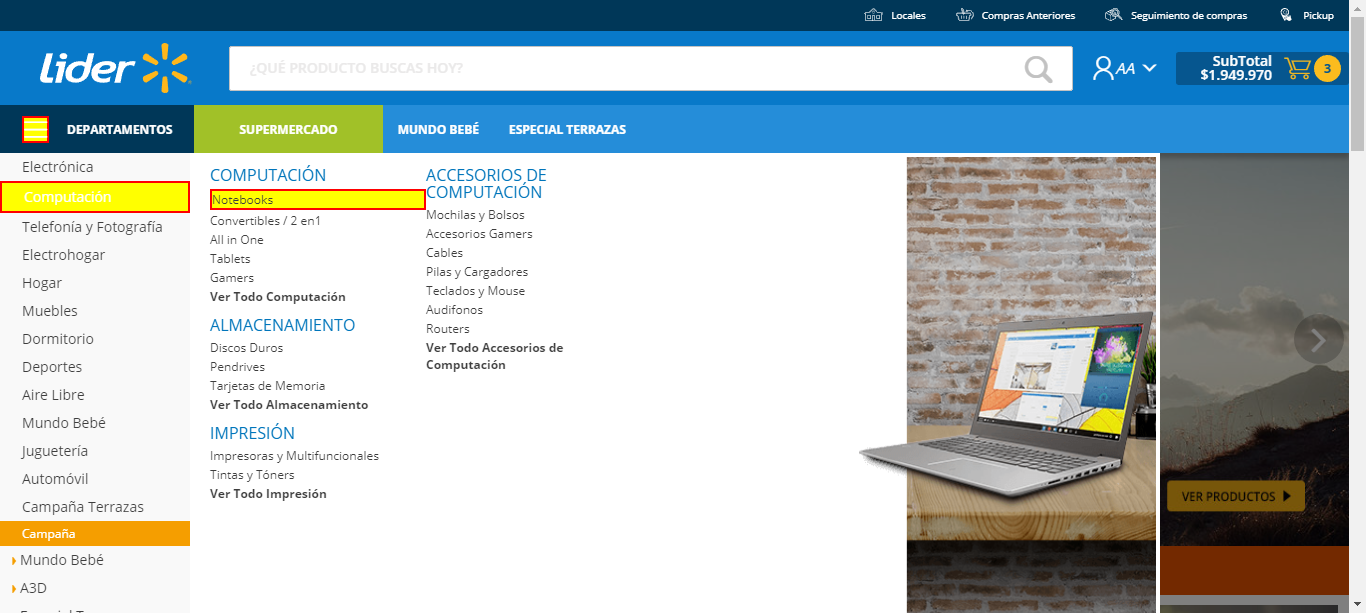 Locales
Compras Anteriores
Seguimiento de compras
Pickup
Lider
¿QUÉ PRODUCTO BUSCAS HOY?
AA
SubTotal
$1.949.970
3
DEPARTAMENTOS
SUPERMERCADO
MUNDO BEBÉ
ESPECIAL TERRAZAS
Electrónica
Computación
Telefonía y Fotografía
Electrohogar
Hogar
Muebles
Dormitorio
Deportes
Aire Libre
Mundo Bebé
Juguetería
Automóvil
Campaña Terrazas
Campaña
Mundo Bebé
A3D
COMPUTACIÓN
Notebooks
Convertibles / 2 en1
All in One
Tablets
Gamers
Ver Todo Computación
ALMACENAMIENTO
Discos Duros
Pendrives
Tarjetas de Memoria
Ver Todo Almacenamiento
IMPRESIÓN
Impresoras y Multifuncionales
Tintas y Tóners
Ver Todo Impresión
ACCESORIOS DE
COMPUTACIÓN
Mochilas y Bolsos
Accesorios Gamers
Cables
Pilas y Cargadores
Teclados y Mouse
Audifonos
Routers
Ver Todo Accesorios de
Computación
VER PRODUCTOS